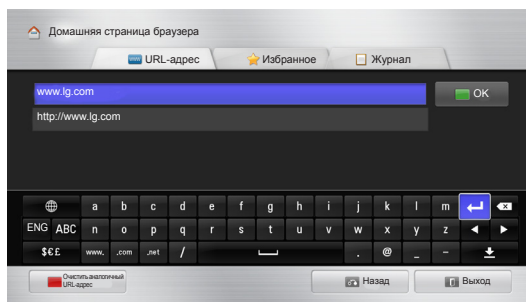 Домашняя страница браузера
URL-адрес Избранное Журнал
www.lg.com OK
http://www.lg.com
a b c d e f g h i j k l m
ENG ABC n o p q r s t u v w x y z
$€£ www. .com .net / . @ _ -
Очистить аналогичный
URL-адрес
Назад Выход